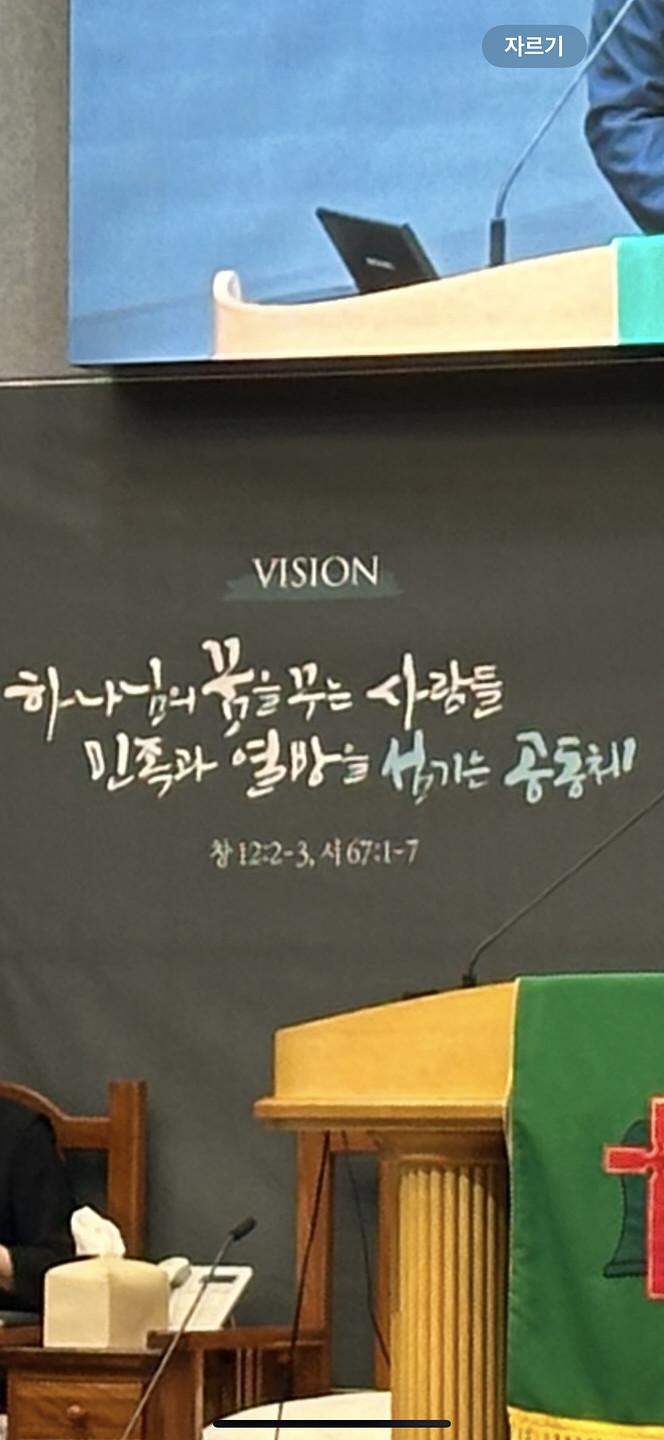 자르기
VISION
하나님의 꿈을 꾸는 사람들
민족과 열방을 섬기는 공동체
창 12:2-3, 시 67:1-7